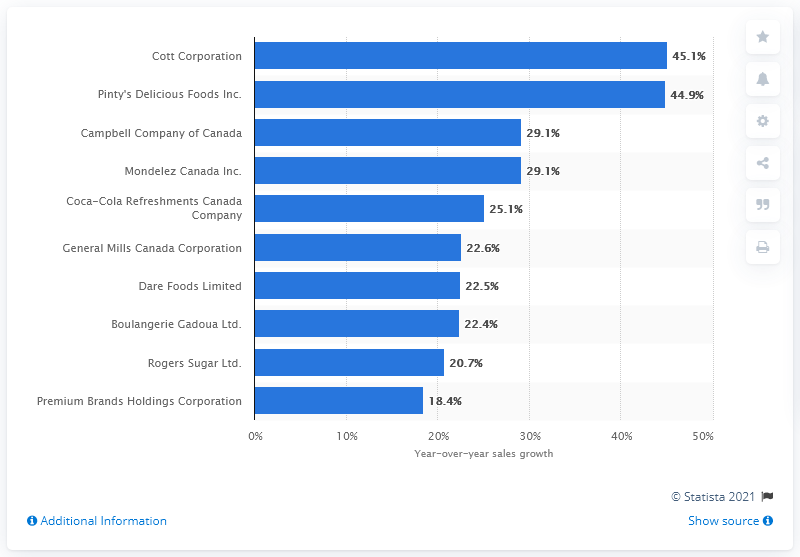 Cott Corporation 45.1%
Pinty's Delicious Foods Inc. 44.9%
Campbell Company of Canada 29.1%
Mondelez Canada Inc. 29.1%
Coca-Cola Refreshments Canada
Company 25.1%
General Mills Canada Corporation 22.6%
Dare Foods Limited 22.5%
Boulangerie Gadoua Ltd. 22.4%
Rogers Sugar Ltd. 20.7%
Premium Brands Holdings Corporation 18.4%
0% 10% 20% 30% 40% 50%
Year-over-year sales growth
© Statista 2021
Additional Information Show source